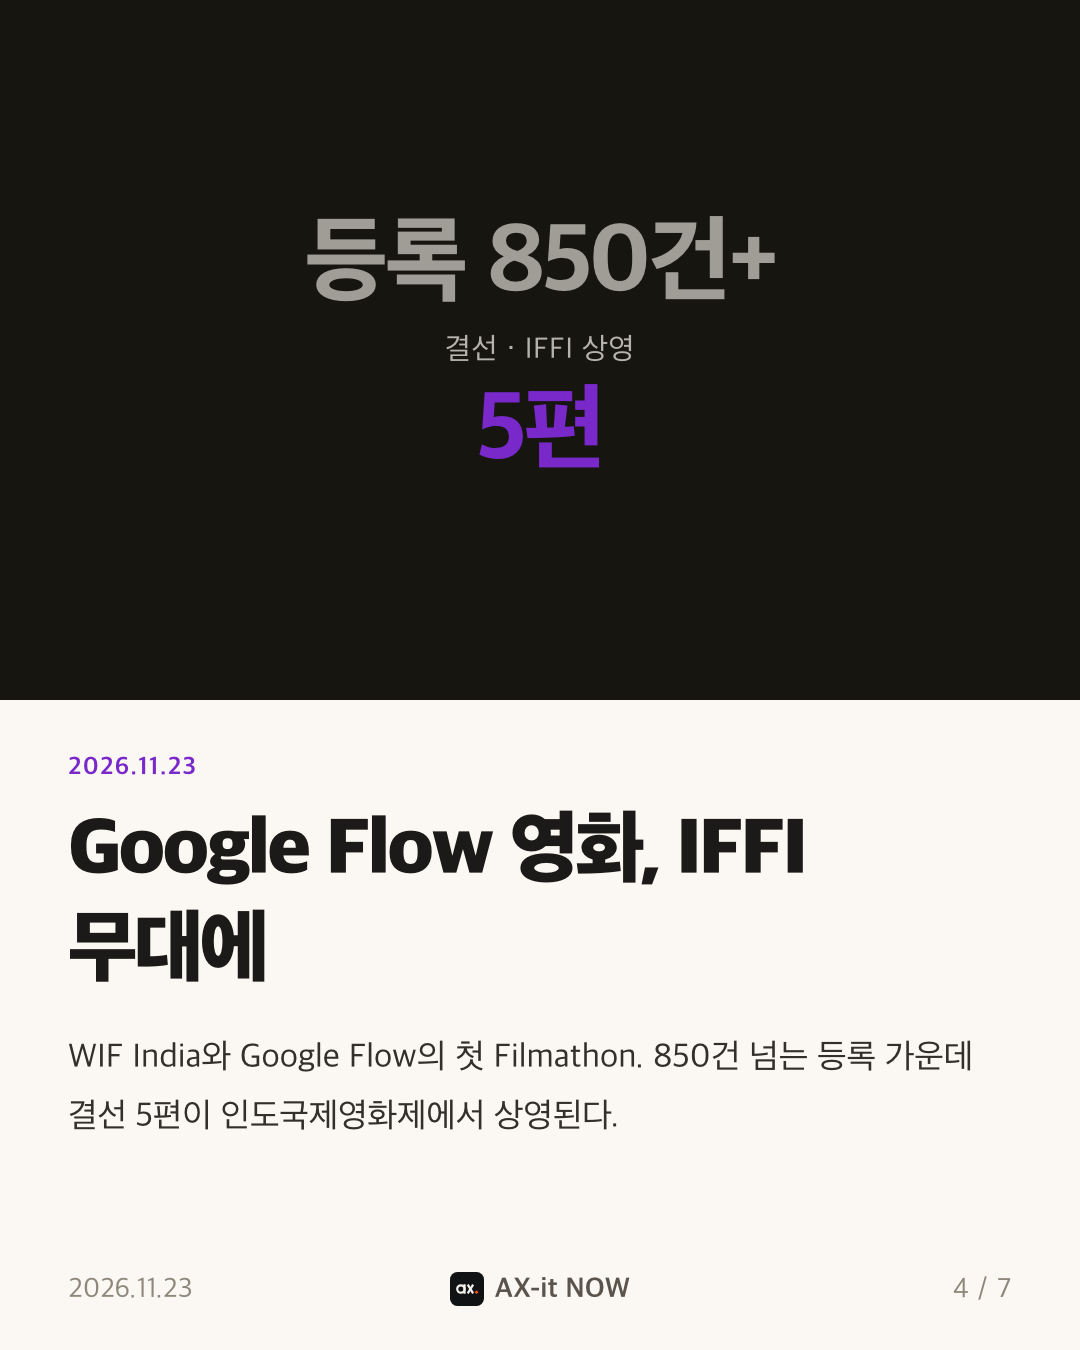 등록 850건+
결선 · IFFI 상영
5편
2026.11.23
Google Flow 영화, IFFI
무대에
WIF India와 Google Flow의 첫 Filmathon. 850건 넘는 등록 가운데
결선 5편이 인도국제영화제에서 상영된다.
2026.11.23
ax. AX-it NOW
4 / 7